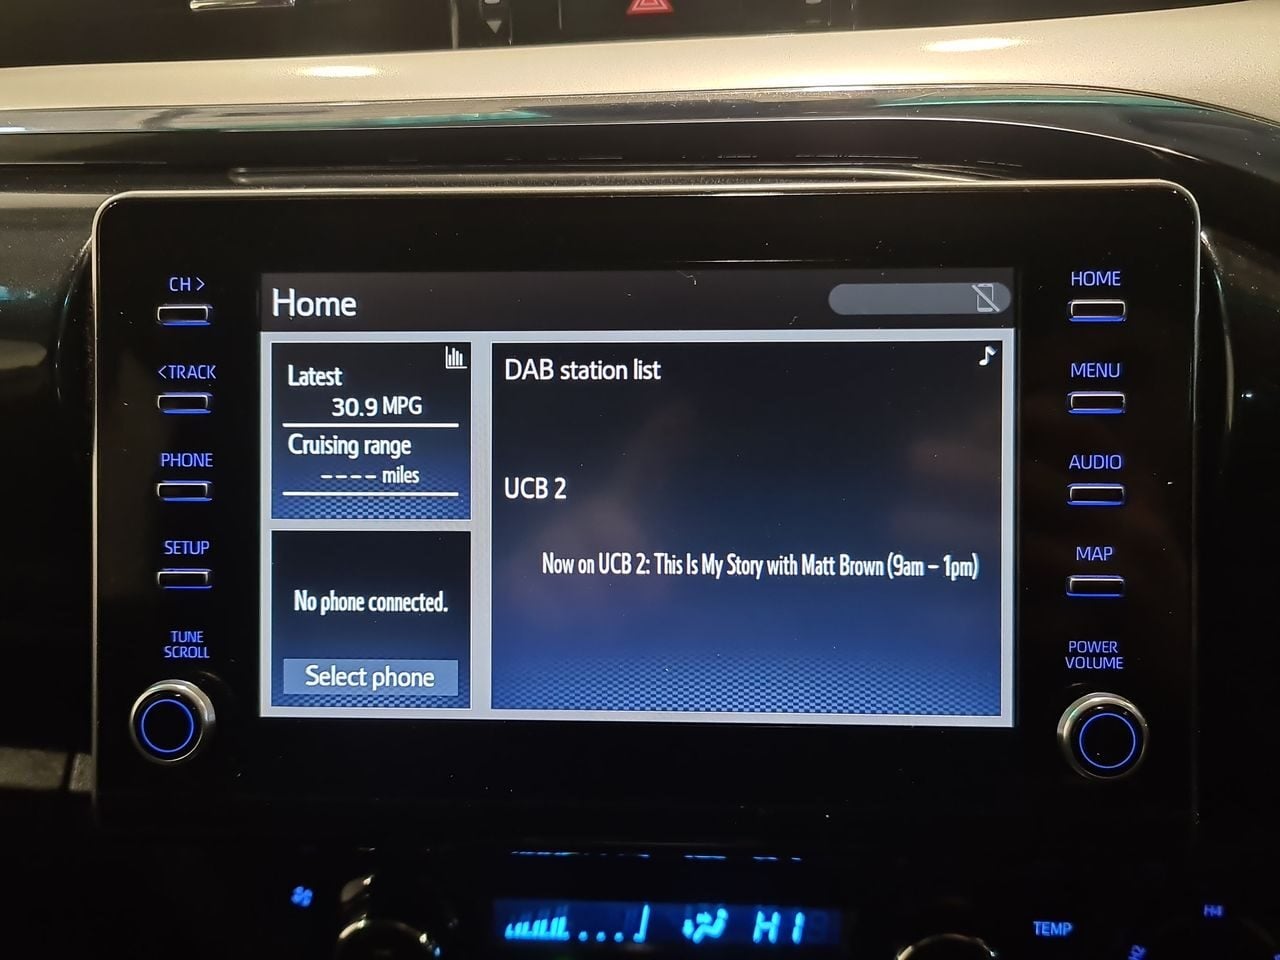 CH >
<TRACK
PHONE
SETUP
TUNE
SCROLL
Home
Latest
30.9 MPG
Cruising range
---- miles
No phone connected.
Select phone
DAB station list
UCB 2
Now on UCB 2: This Is My Story with Matt Brown (9am – 1pm)
HOME
MENU
AUDIO
MAP
POWER
VOLUME
HI
TEMP
H4
H2